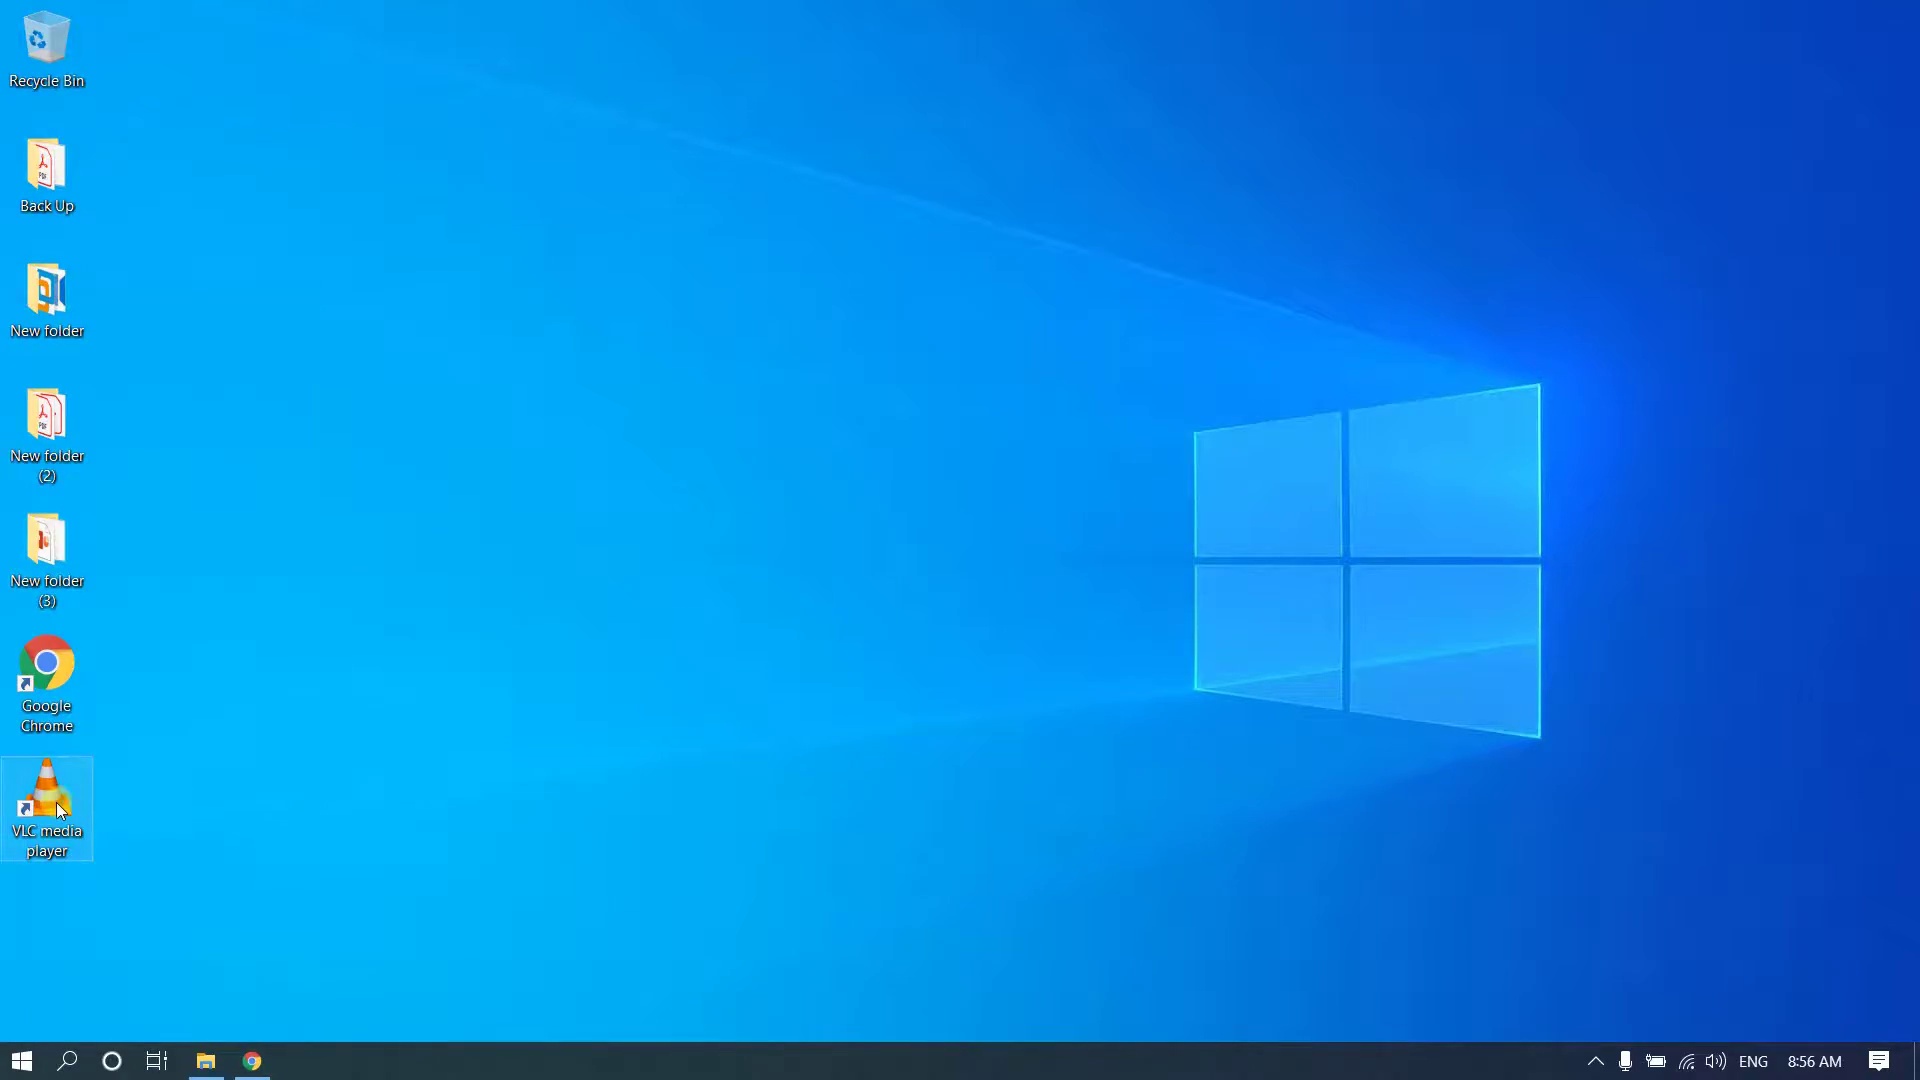 Recycle Bin
Back Up
New folder
New folder
(2)
New folder
(3)
Google
Chrome
VLC media
player
ENG
8:56 AM